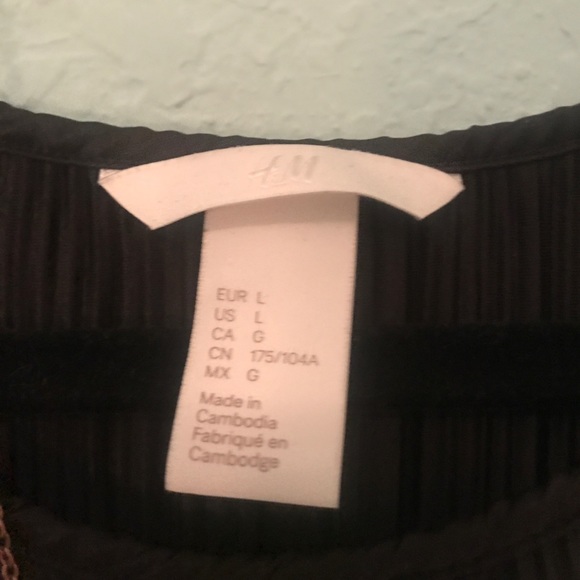 H&M
EUR L
US L
CA G
CN 175/104A
MX G
Made in
Cambodia
Fabriqué en
Cambodge